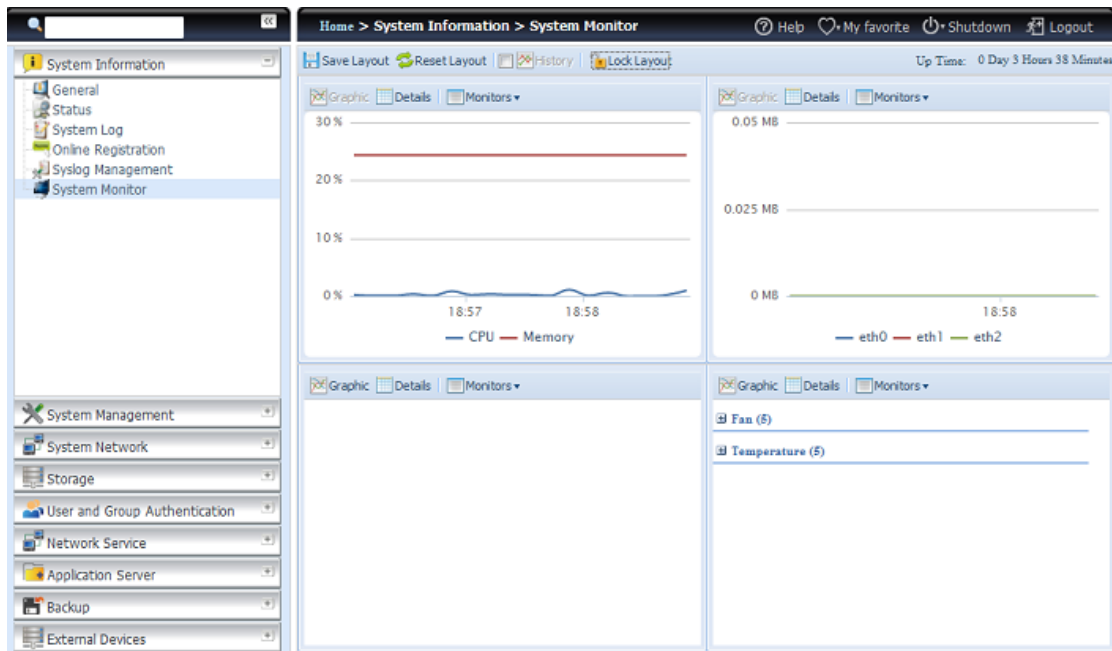 Home > System Information > System Monitor
Help My favorite Shutdown Logout
System Information
General
Status
System Log
Online Registration
Syslog Management
System Monitor
System Management
System Network
Storage
User and Group Authentication
Network Service
Application Server
Backup
External Devices
Save Layout Reset Layout History Lock Layout
Up Time: 0 Day 3 Hours 38 Minutes
Graphic Details Monitors
30 %
20 %
10 %
0 %
18:57 18:58
CPU Memory
Graphic Details Monitors
0.05 MB
0.025 MB
0 MB
18:58
eth0 eth1 eth2
Graphic Details Monitors
Graphic Details Monitors
Fan (5)
Temperature (5)